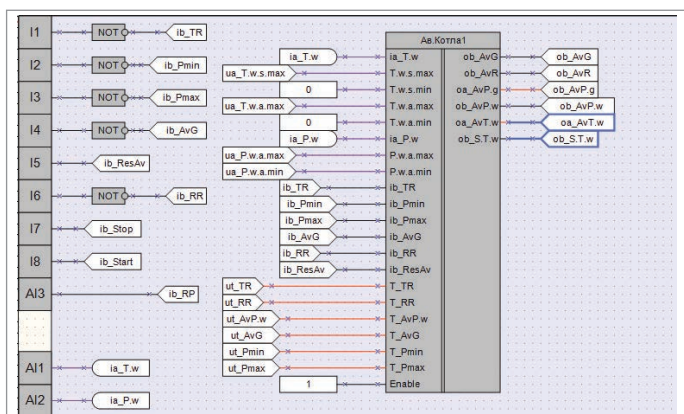 I1 NOT ib_TR
I2 NOT ib_Pmin
I3 NOT ib_Pmax
I4 NOT ib_AvG
I5 ib_ResAv
I6 NOT ib_RR
I7 ib_Stop
I8 ib_Start
AI3 ib_RP
AI1 ia_T.w
AI2 ia_P.w
Ав.Котла1
ia_T.w ia_T.w ob_AvG ob_AvG
ua_T.w.s.max T.w.s.max ob_AvR ob_AvR
0 T.w.s.min oa_AvP.g ob_AvP.g
ua_T.w.a.max T.w.a.max ob_AvP.w ob_AvP.w
0 T.w.a.min oa_AvT.w oa_AvT.w
ia_P.w ia_P.w ob_S.T.w ob_S.T.w
ua_P.w.a.max P.w.a.max
ua_P.w.a.min P.w.a.min
ib_TR ib_TR
ib_Pmin ib_Pmin
ib_Pmax ib_Pmax
ib_AvG ib_AvG
ib_RR ib_RR
ib_ResAv ib_ResAv
ut_TR T_TR
ut_RR T_RR
ut_AvP.w T_AvP.w
ut_AvG T_AvG
ut_Pmin T_Pmin
ut_Pmax T_Pmax
1 Enable